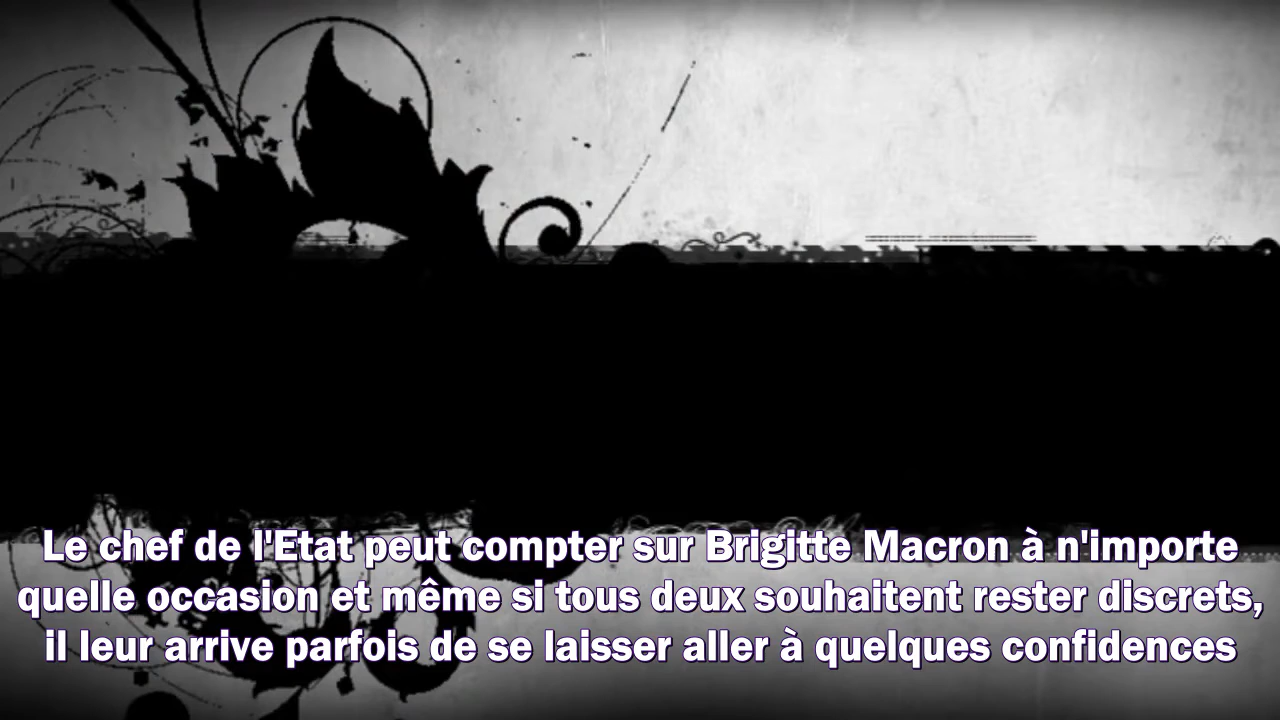 Le chef de l'Etat peut compter sur Brigitte Macron à n'importe
quelle occasion et même si tous deux souhaitent rester discrets,
il leur arrive parfois de se laisser aller à quelques confidences